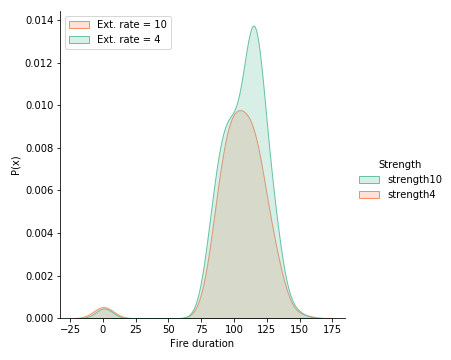 0.014
0.012
0.010
0.008
0.006
0.004
0.002
0.000
P(x)
Ext. rate = 10
Ext. rate = 4
−25
0
25
50
75
100
125
150
175
Fire duration
Strength
strength10
strength4